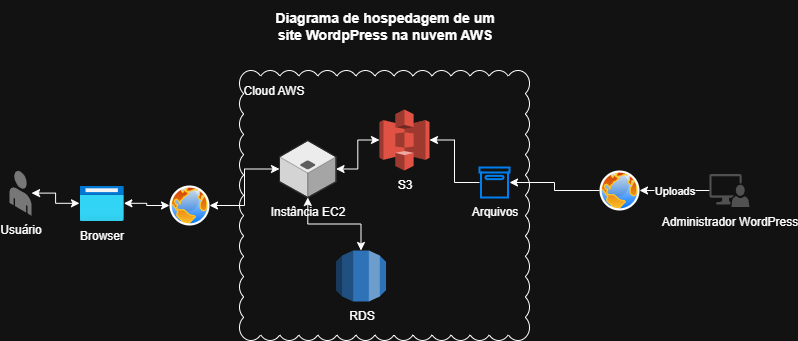 Diagrama de hospedagem de um
site WordpPress na nuvem AWS
Cloud AWS
S3
Instância EC2
Arquivos
Uploads
Usuário
Browser
Administrador WordPress
RDS